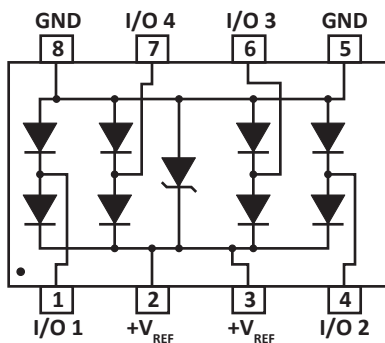 GND I/O 4 I/O 3 GND
8 7 6 5
1 2 3 4
I/O 1 +VREF +VREF I/O 2